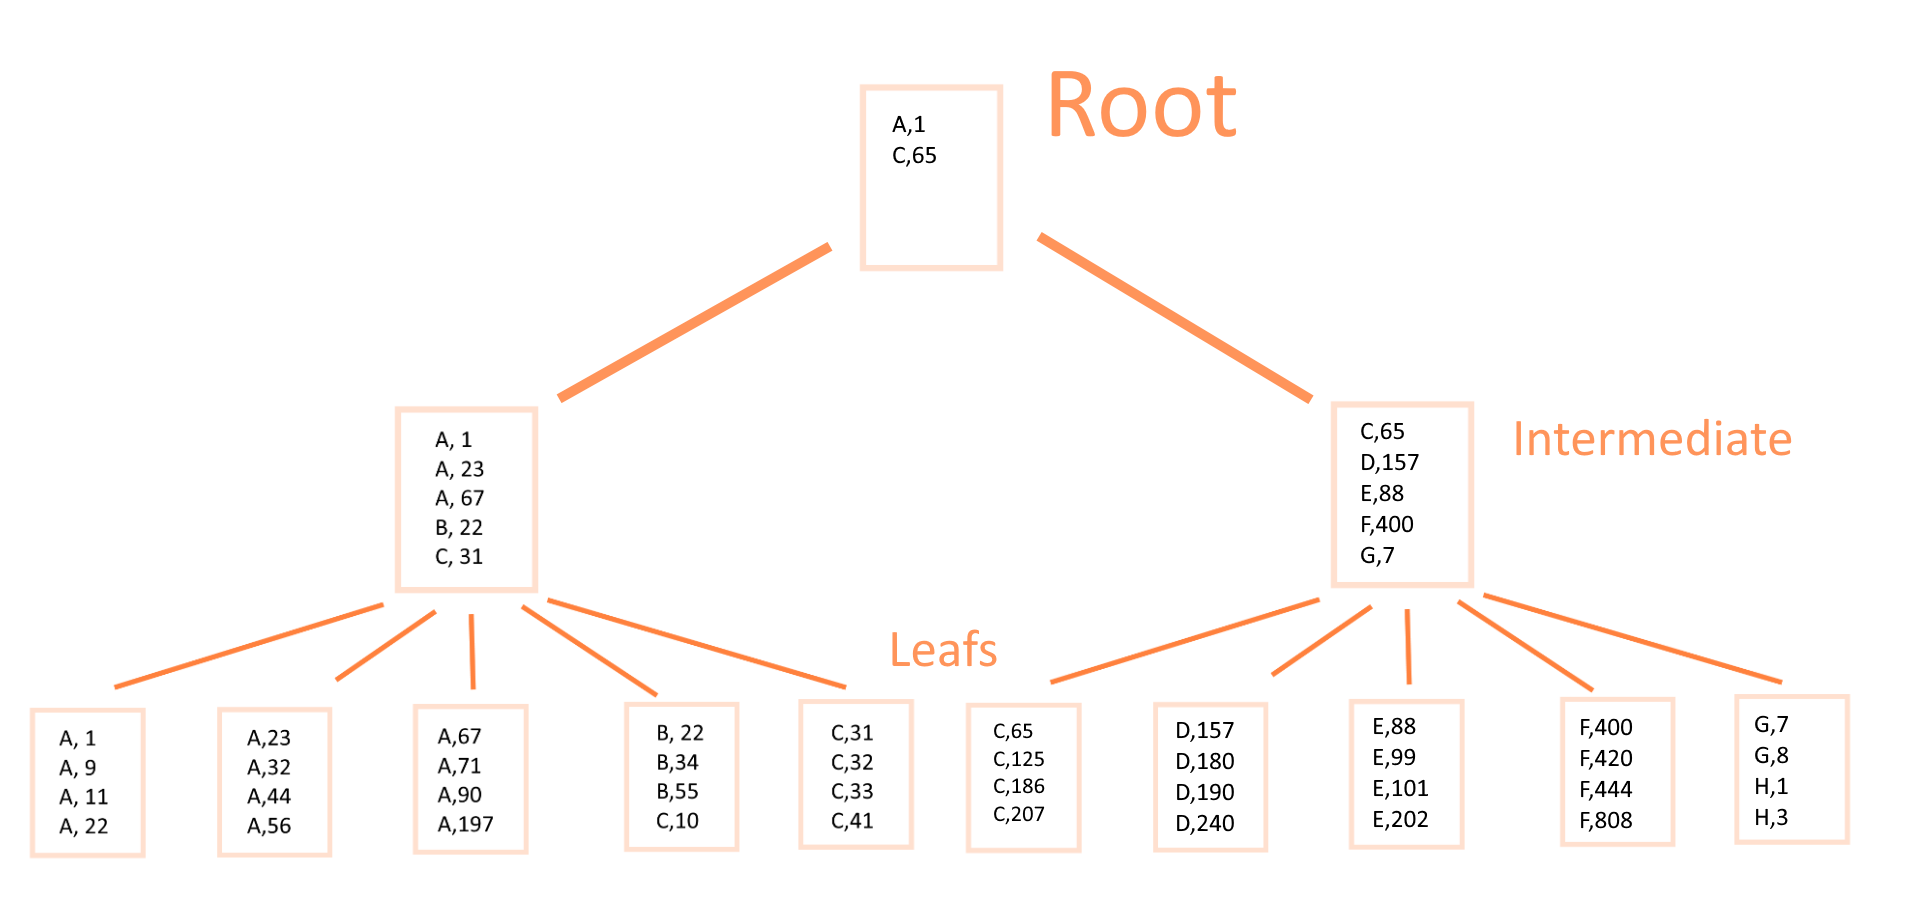 Root
A,1
C,65
A, 1
A, 23
A, 67
B, 22
C, 31
C,65
D,157
E,88
F,400
G,7
Intermediate
Leafs
A, 1
A, 9
A, 11
A, 22
A,23
A,32
A,44
A,56
A,67
A,71
A,90
A,197
B, 22
B,34
B,55
C,10
C,31
C,32
C,33
C,41
C,65
C,125
C,186
C,207
D,157
D,180
D,190
D,240
E,88
E,99
E,101
E,202
F,400
F,420
F,444
F,808
G,7
G,8
H,1
H,3